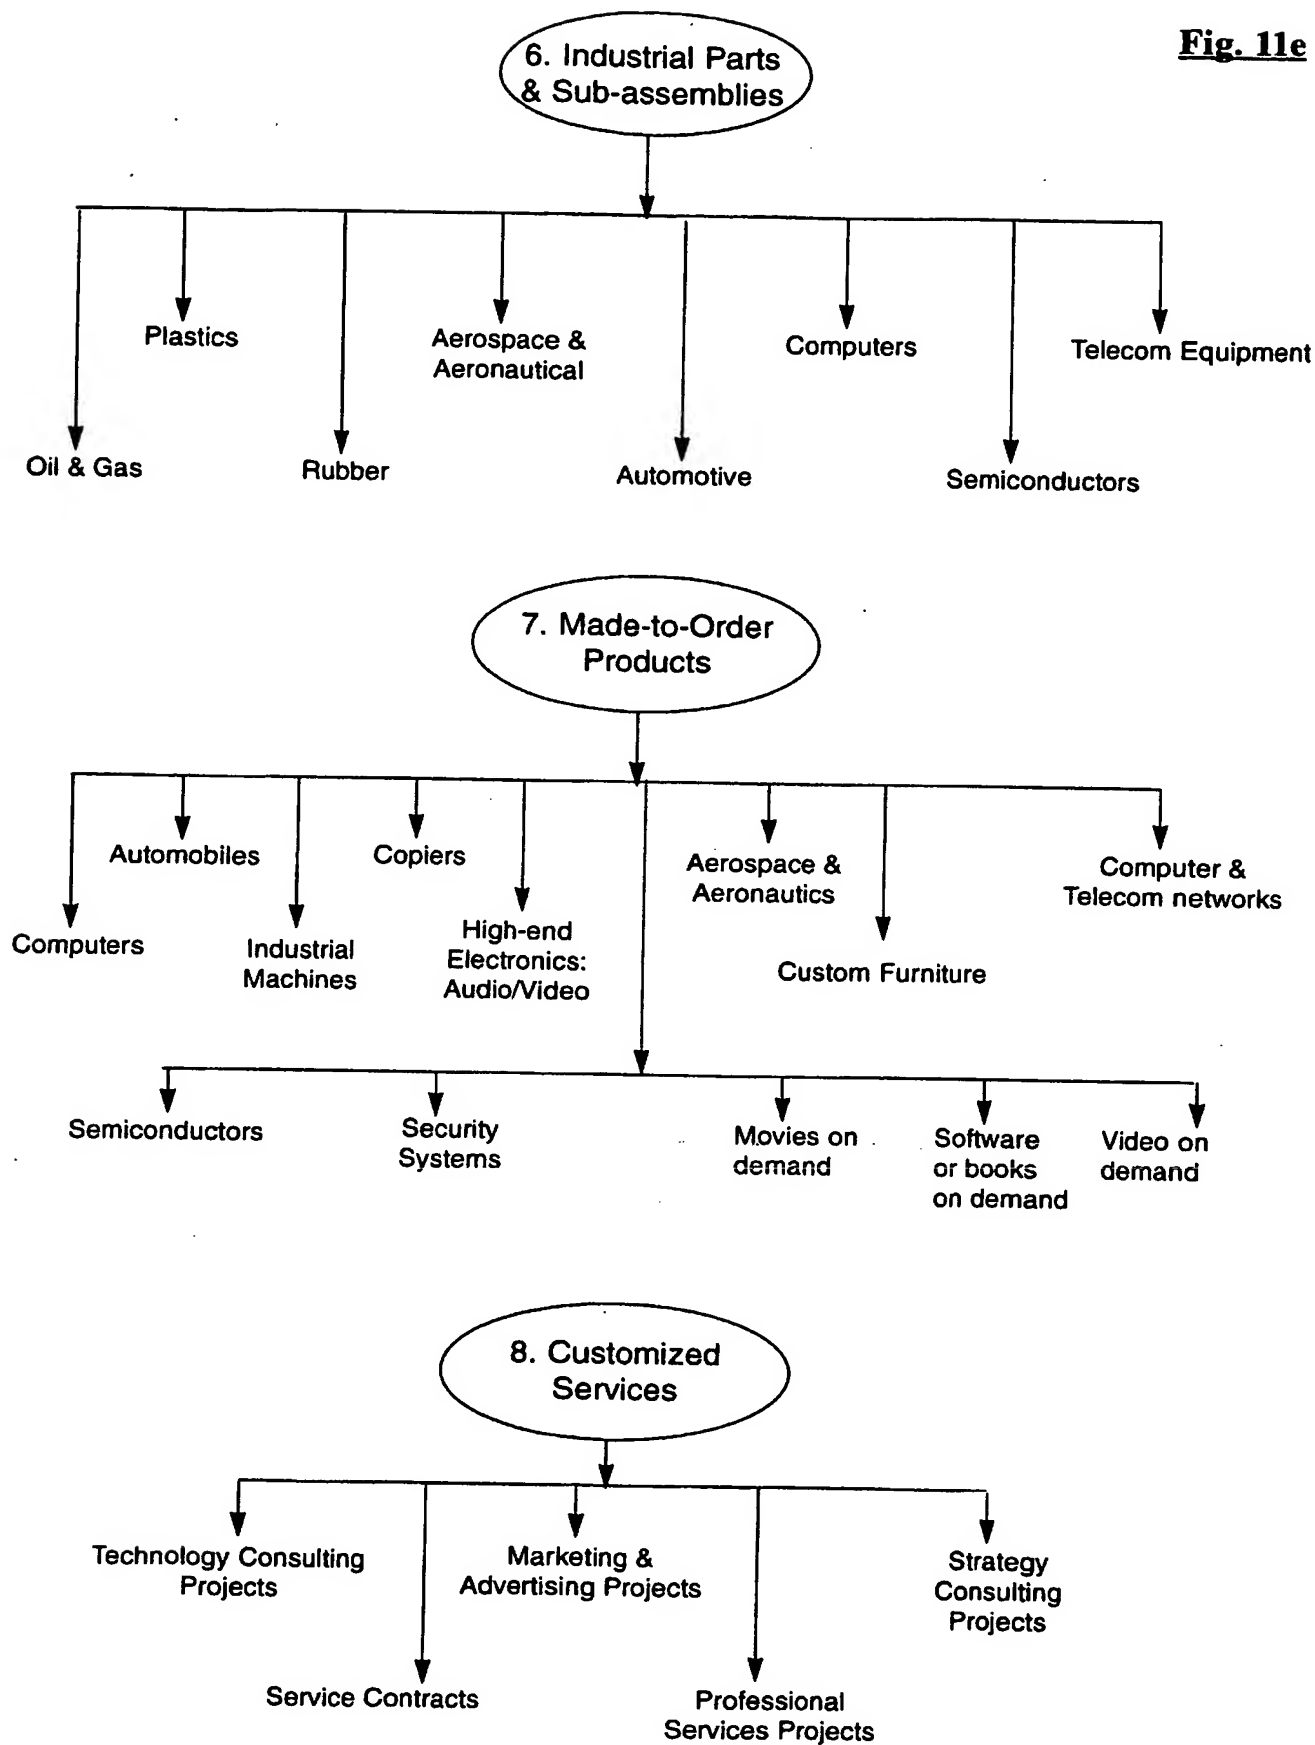 Fig. 11e
6. Industrial Parts
& Sub-assemblies
Plastics
Aerospace &
Aeronautical
Computers
Telecom Equipment
Oil & Gas
Rubber
Automotive
Semiconductors
7. Made-to-Order
Products
Automobiles
Copiers
Aerospace &
Aeronautics
Computer &
Telecom networks
Computers
Industrial
Machines
High-end
Electronics:
Audio/Video
Custom Furniture
Semiconductors
Security
Systems
Movies on
demand
Software
or books
on demand
Video on
demand
8. Customized
Services
Technology Consulting
Projects
Marketing &
Advertising Projects
Strategy
Consulting
Projects
Service Contracts
Professional
Services Projects